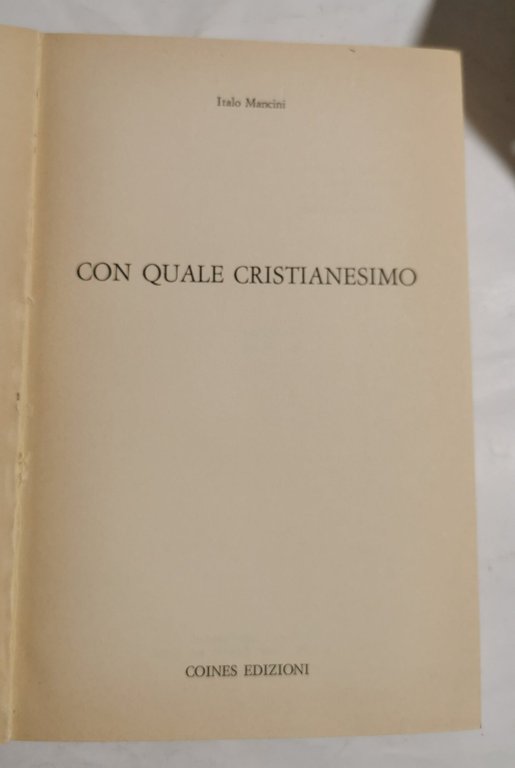 Italo Mancini
CON QUALE CRISTIANESIMO
COINES EDIZIONI